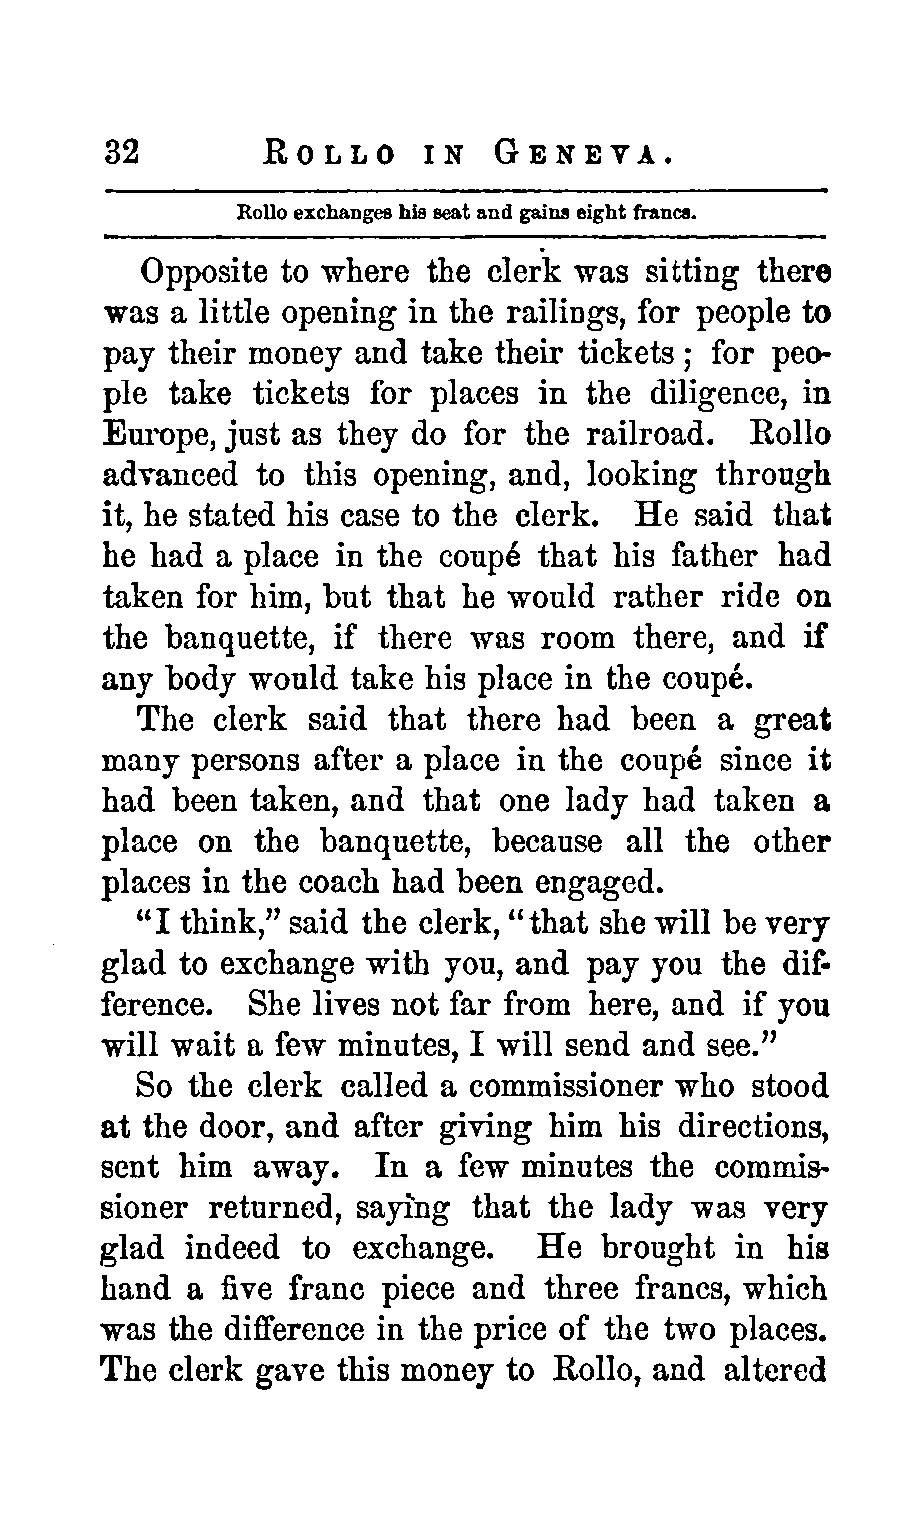 32 ROLLO IN GENEVA.
Rollo exchanges his seat and gains eight francs.
Opposite to where the clerk was sitting there
was a little opening in the railings, for people to
pay their money and take their tickets ; for peo-
ple take tickets for places in the diligence, in
Europe, just as they do for the railroad. Rollo
advanced to this opening, and, looking through
it, he stated his case to the clerk. He said that
he had a place in the coupé that his father had
taken for him, but that he would rather ride on
the banquette, if there was room there, and if
any body would take his place in the coupé.
The clerk said that there had been a great
many persons after a place in the coupé since it
had been taken, and that one lady had taken a
place on the banquette, because all the other
places in the coach had been engaged.
“I think,” said the clerk, “that she will be very
glad to exchange with you, and pay you the dif-
ference. She lives not far from here, and if you
will wait a few minutes, I will send and see.”
So the clerk called a commissioner who stood
at the door, and after giving him his directions,
sent him away. In a few minutes the commis-
sioner returned, saying that the lady was very
glad indeed to exchange. He brought in his
hand a five franc piece and three francs, which
was the difference in the price of the two places.
The clerk gave this money to Rollo, and altered